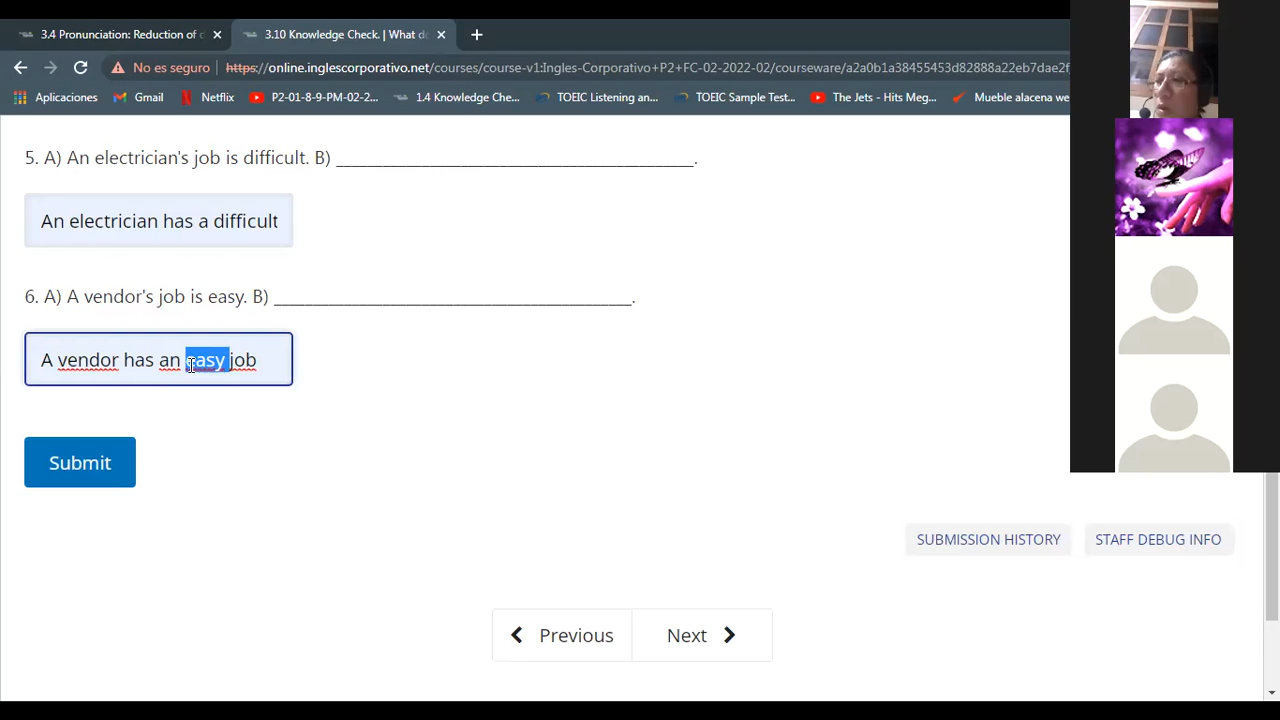 3.4 Pronunciation: Reduction of c
3.10 Knowledge Check. | What do
No es seguro
https://online.inglescorporativo.net/courses/course-v1:Ingles-Corporativo+P2+FC-02-2022-02/courseware/a2a0b1a38455453d82888a22eb7dae2f/
Aplicaciones
Gmail
Netflix
P2-01-8-9-PM-02-2...
1.4 Knowledge Che...
TOEIC Listening an...
TOEIC Sample Test...
The Jets - Hits Meg...
Mueble alacena we
5. A) An electrician's job is difficult. B) ________________________________________.
An electrician has a difficult
6. A) A vendor's job is easy. B) ________________________________________.
A vendor has an easy job
Submit
SUBMISSION HISTORY
STAFF DEBUG INFO
Previous
Next